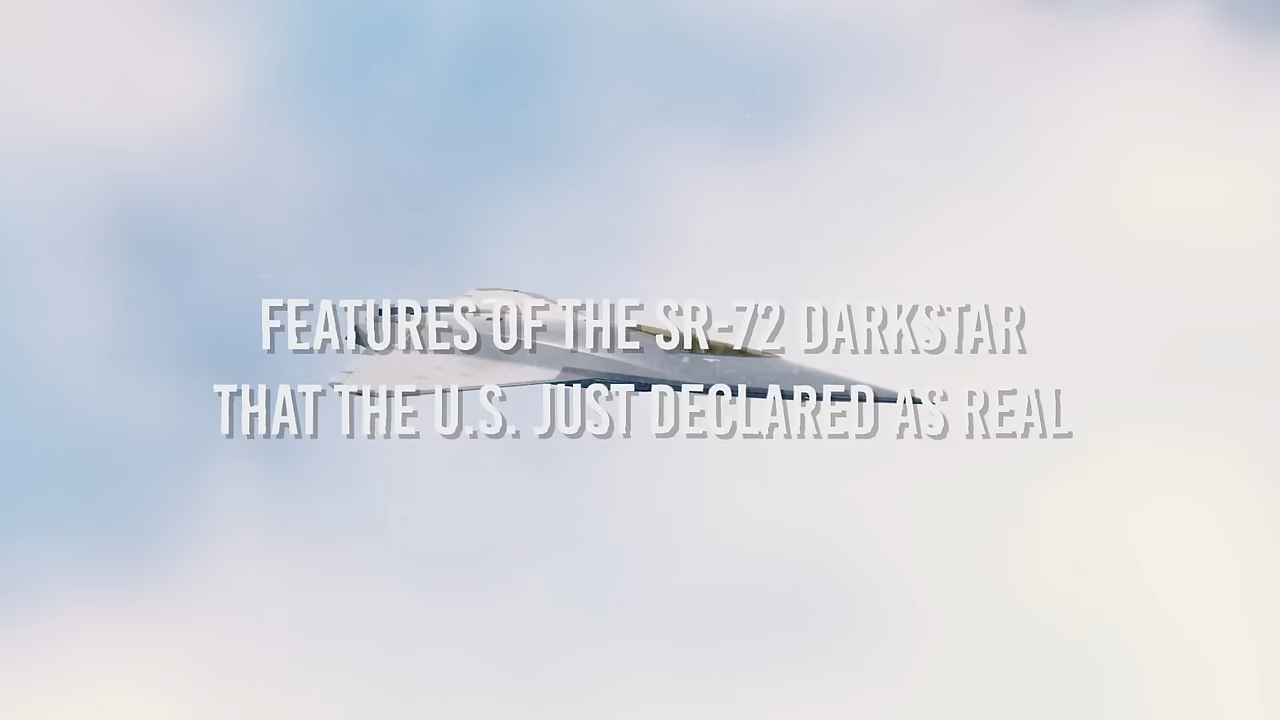 FEATURES OF THE SR-72 DARKSTAR
THAT THE U.S. JUST DECLARED AS REAL